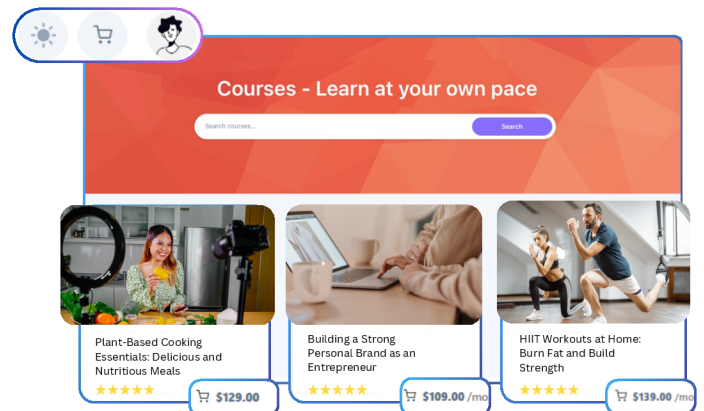 Courses - Learn at your own pace
Search courses...
Search
Plant-Based Cooking
Essentials: Delicious and
Nutritious Meals
$129.00
Building a Strong
Personal Brand as an
Entrepreneur
$109.00 /mo
HIIT Workouts at Home:
Burn Fat and Build
Strength
$139.00 /mo